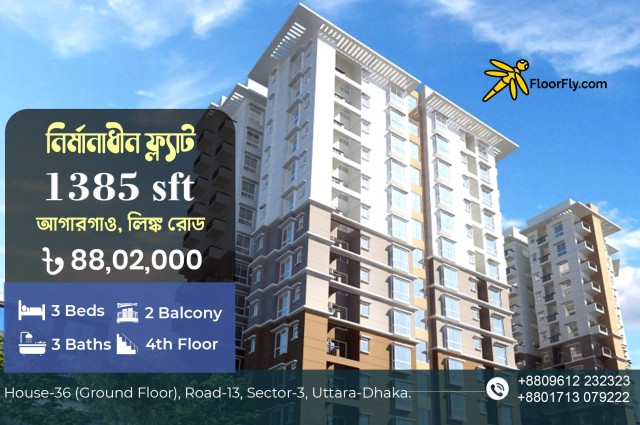 FloorFly.com
নির্মানাধীন ফ্ল্যাট
1385 sft
আগারগাও, লিঙ্ক রোড
৳ 88,02,000
3 Beds
2 Balcony
3 Baths
4th Floor
House-36 (Ground Floor), Road-13, Sector-3, Uttara-Dhaka.
+8809612 232323
+8801713 079222